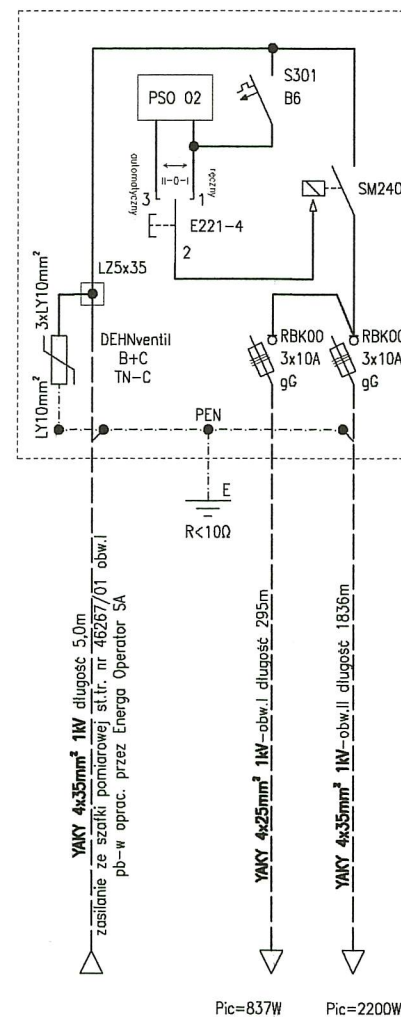 S301
B6
PSO 02
automatyczny
I-0-II
ręczny
3
1
E221-4
2
SM240
LZ5x35
3xLY10mm²
LY10mm²
DEHNventil
B+C
TN-C
RBK00
3x10A
gG
RBK00
3x10A
gG
PEN
E
R<10Ω
YAKY 4x35mm² 1kV długość 5,0m
zasilanie ze szafki pomiarowej st.tr. nr 46267/01 obw.I
pb-w oprac. przez Energa Operator SA
YAKY 4x25mm² 1kV-obw.I długość 295m
YAKY 4x35mm² 1kV-obw.II długość 1836m
Pic=837W
Pic=2200W